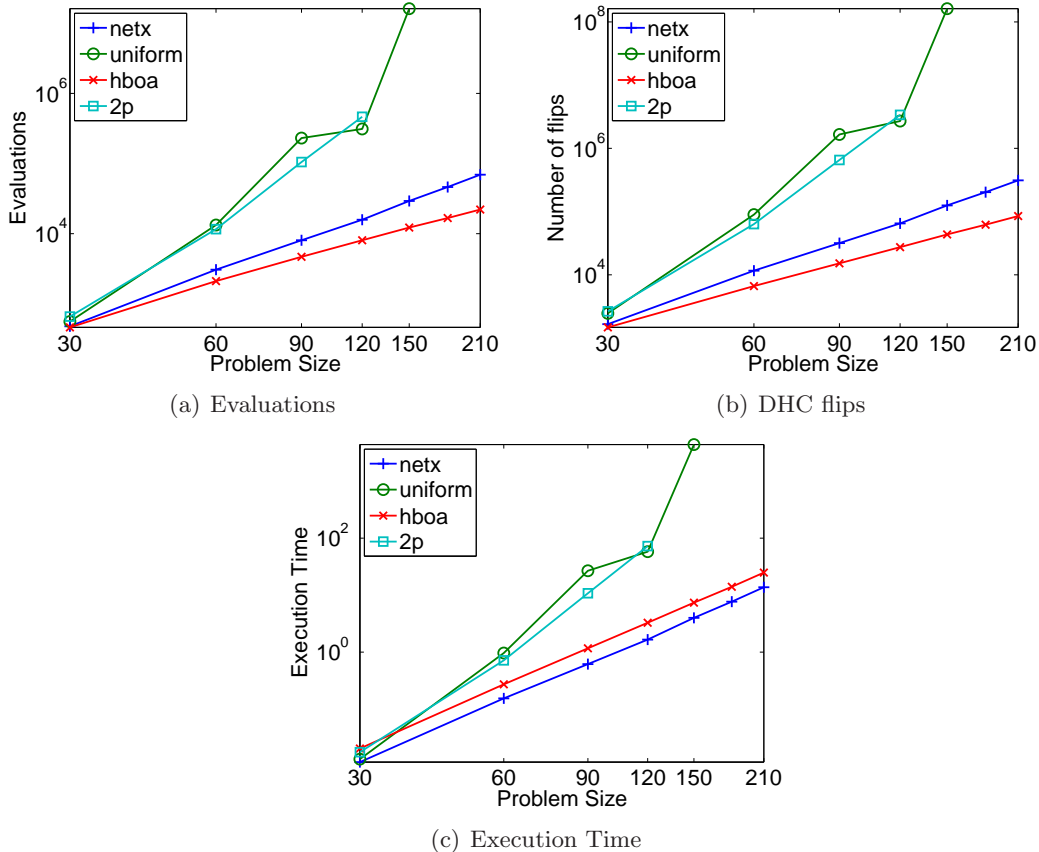 netx
uniform
hboa
2p
Evaluations
10^6
10^4
30 60 90 120 150 210
Problem Size
(a) Evaluations
netx
uniform
hboa
2p
Number of flips
10^8
10^6
10^4
30 60 90 120 150 210
Problem Size
(b) DHC flips
netx
uniform
hboa
2p
Execution Time
10^2
10^0
30 60 90 120 150 210
Problem Size
(c) Execution Time